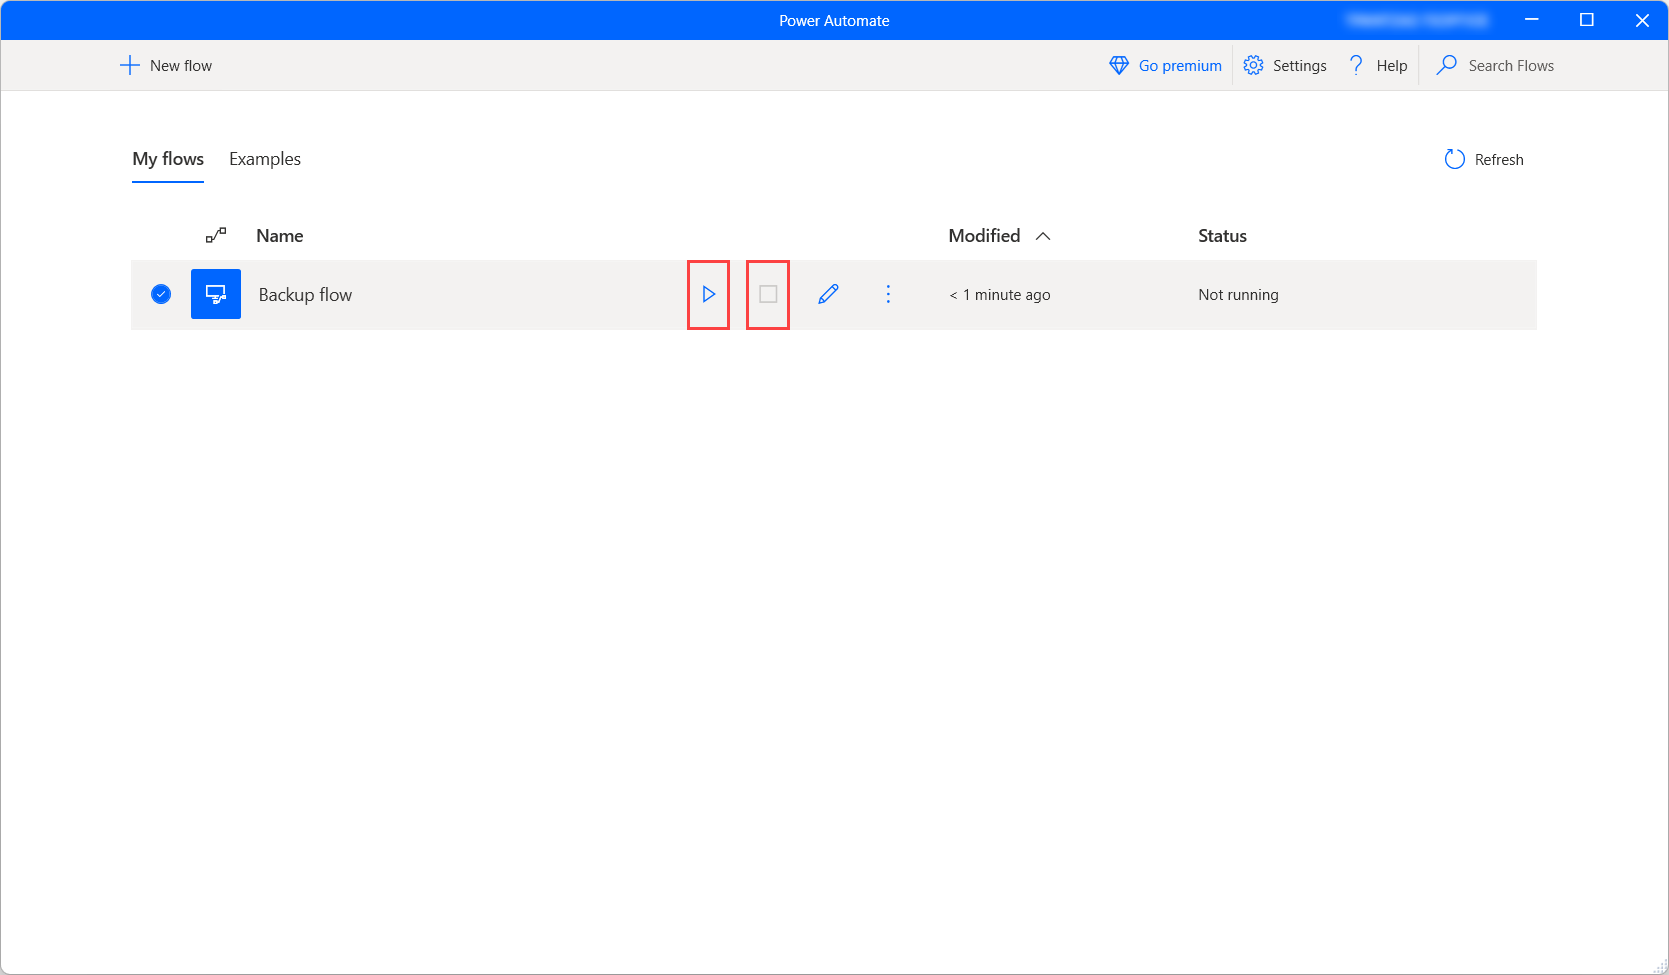 Power Automate
New flow
Go premium
Settings
Help
Search Flows
My flows
Examples
Refresh
Name
Modified
Status
Backup flow
< 1 minute ago
Not running